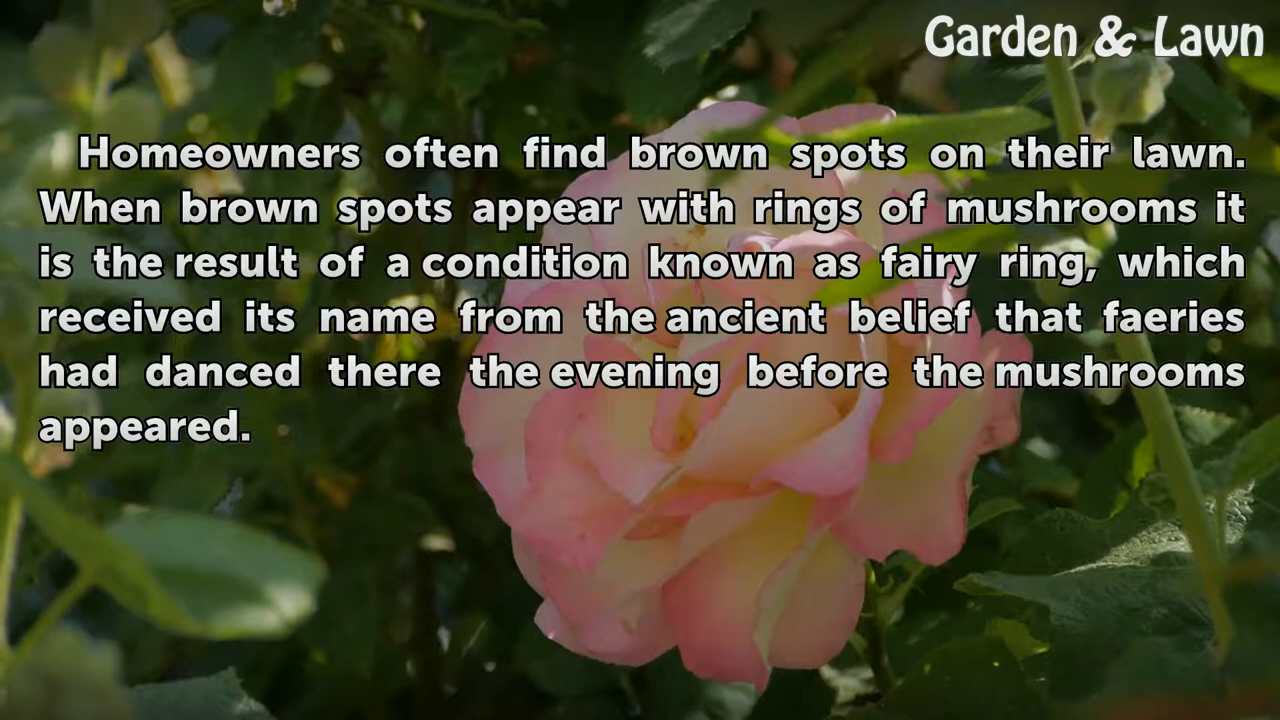 Garden & Lawn
Homeowners often find brown spots on their lawn.
When brown spots appear with rings of mushrooms it
is the result of a condition known as fairy ring, which
received its name from the ancient belief that faeries
had danced there the evening before the mushrooms
appeared.